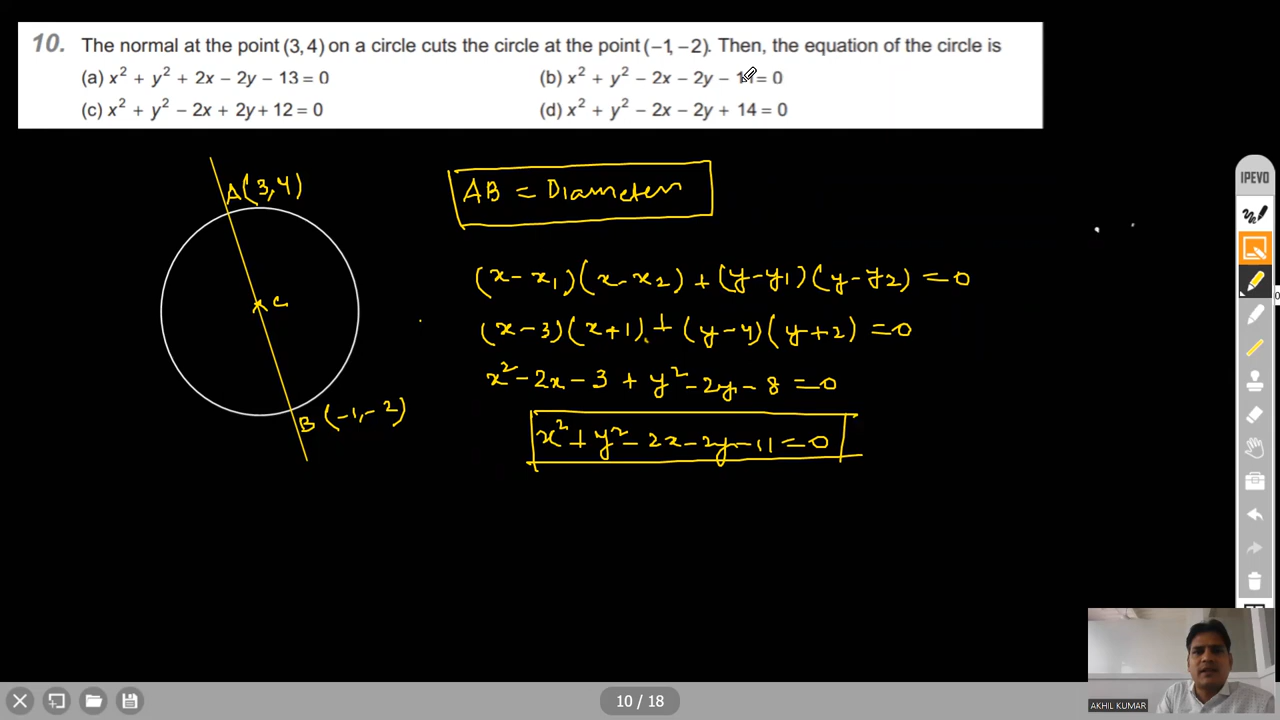 10. The normal at the point (3, 4) on a circle cuts the circle at the point (−1, −2). Then, the equation of the circle is
(a) x² + y² + 2x − 2y − 13 = 0 (b) x² + y² − 2x − 2y − 11 = 0
(c) x² + y² − 2x + 2y + 12 = 0 (d) x² + y² − 2x − 2y + 14 = 0
A(3,4)
AB = Diameter
(x−x₁)(x−x₂) + (y−y₁)(y−y₂) = 0
C
(x−3)(x+1) + (y−4)(y+2) = 0
x²−2x−3 + y²−2y−8 = 0
B (−1,−2)
x²+y²−2x−2y−11 = 0
IPEVO
10 / 18
AKHIL KUMAR